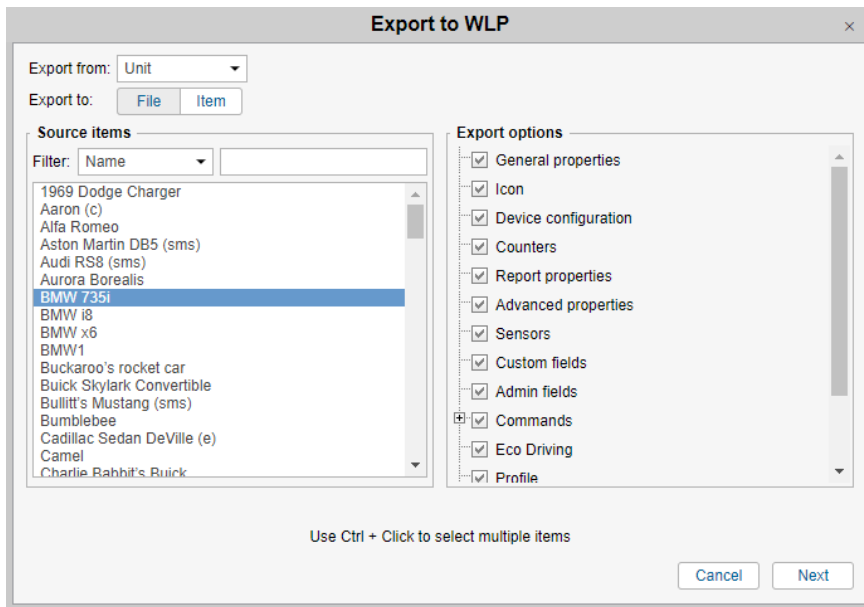 Export to WLP
Export from: Unit
Export to: File Item
Source items
Filter: Name
1969 Dodge Charger
Aaron (c)
Alfa Romeo
Aston Martin DB5 (sms)
Audi RS8 (sms)
Aurora Borealis
BMW 735i
BMW i8
BMW x6
BMW1
Buckaroo's rocket car
Buick Skylark Convertible
Bullitt's Mustang (sms)
Bumblebee
Cadillac Sedan DeVille (e)
Camel
Charlie Babbit's Buick
Export options
General properties
Icon
Device configuration
Counters
Report properties
Advanced properties
Sensors
Custom fields
Admin fields
Commands
Eco Driving
Profile
Use Ctrl + Click to select multiple items
Cancel Next